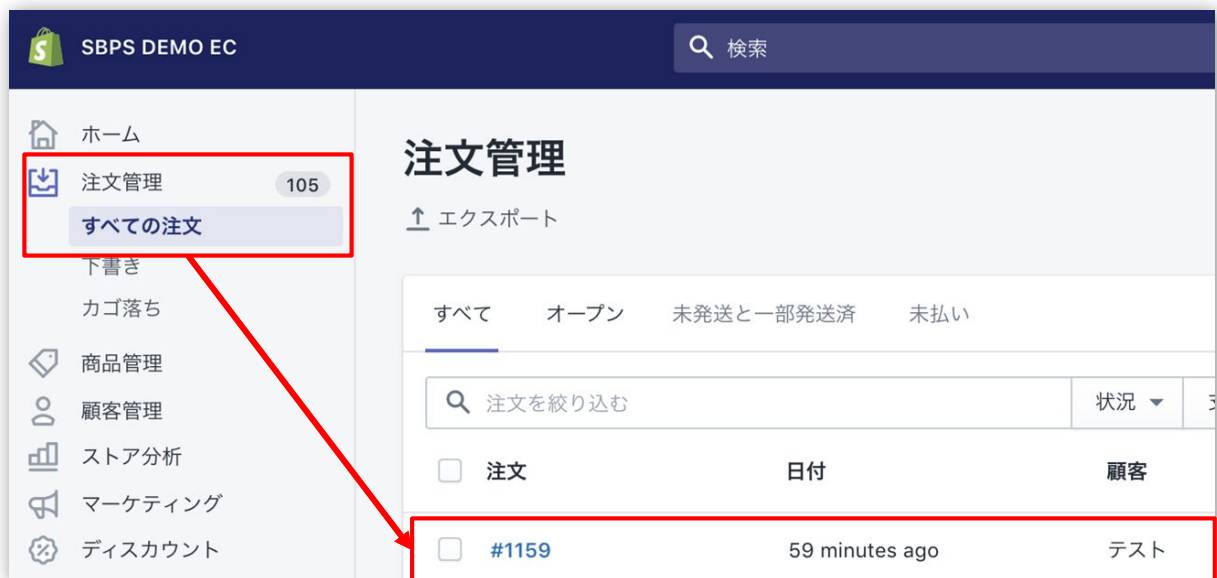 SBPS DEMO EC
検索
ホーム
注文管理 105
すべての注文
下書き
カゴ落ち
商品管理
顧客管理
ストア分析
マーケティング
ディスカウント
注文管理
エクスポート
すべて オープン 未発送と一部発送済 未払い
注文を絞り込む 状況
注文 日付 顧客
#1159 59 minutes ago テスト